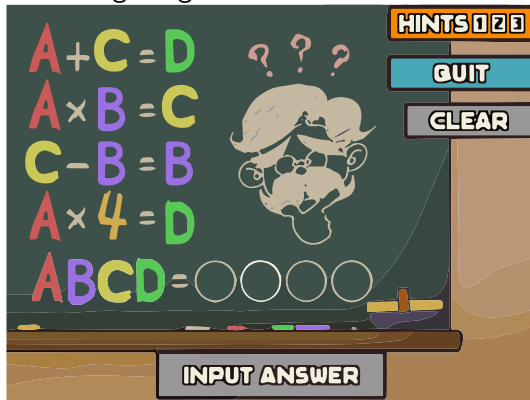 HINTS 1 2 3
QUIT
CLEAR
? ? ?
A+C=D
A×B=C
C-B=B
A×4=D
ABCD=
INPUT ANSWER